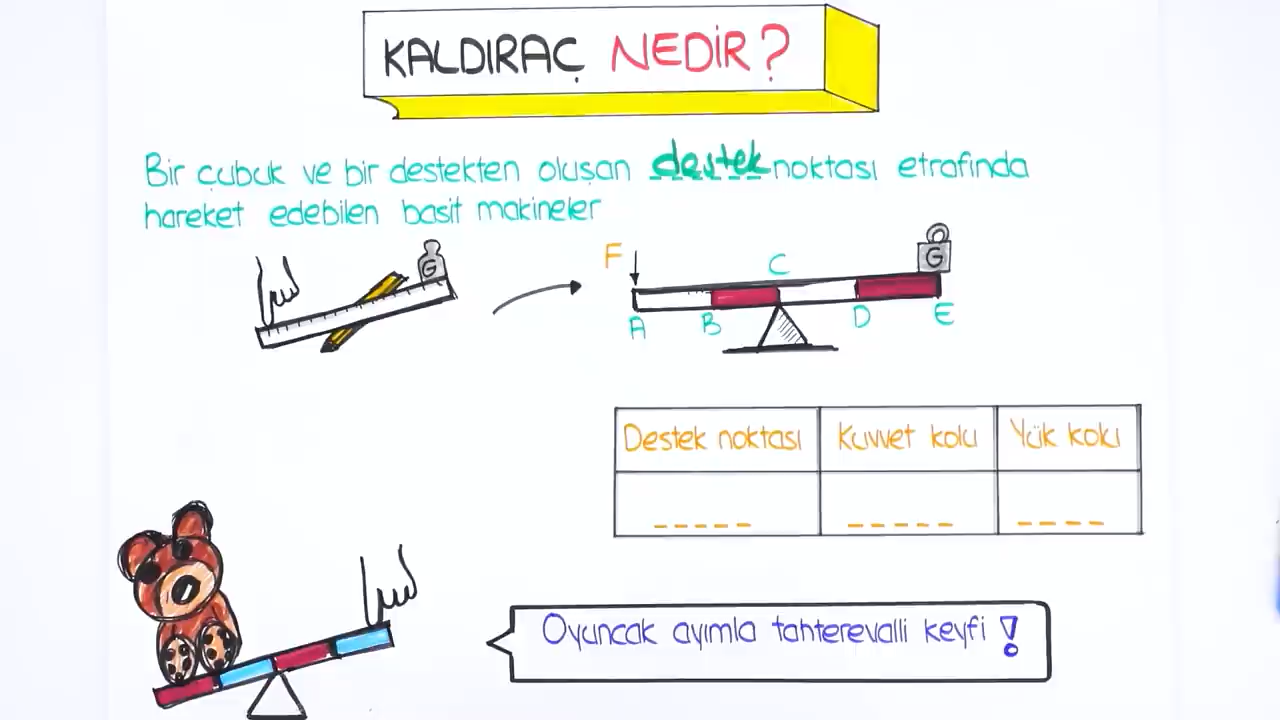 KALDIRAÇ NEDİR?
Bir çubuk ve bir destekten oluşan destek noktası etrafında
hareket edebilen basit makineler
G
F
C
G
A B D E
Destek noktası Kuvvet kolu Yük kolu
Oyuncak ayımla tahterevalli keyfi!